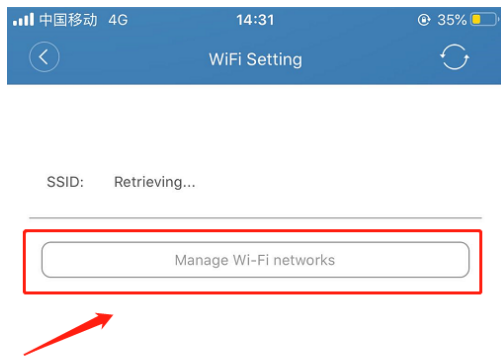 中国移动 4G 14:31 35%
WiFi Setting
SSID: Retrieving...
Manage Wi-Fi networks